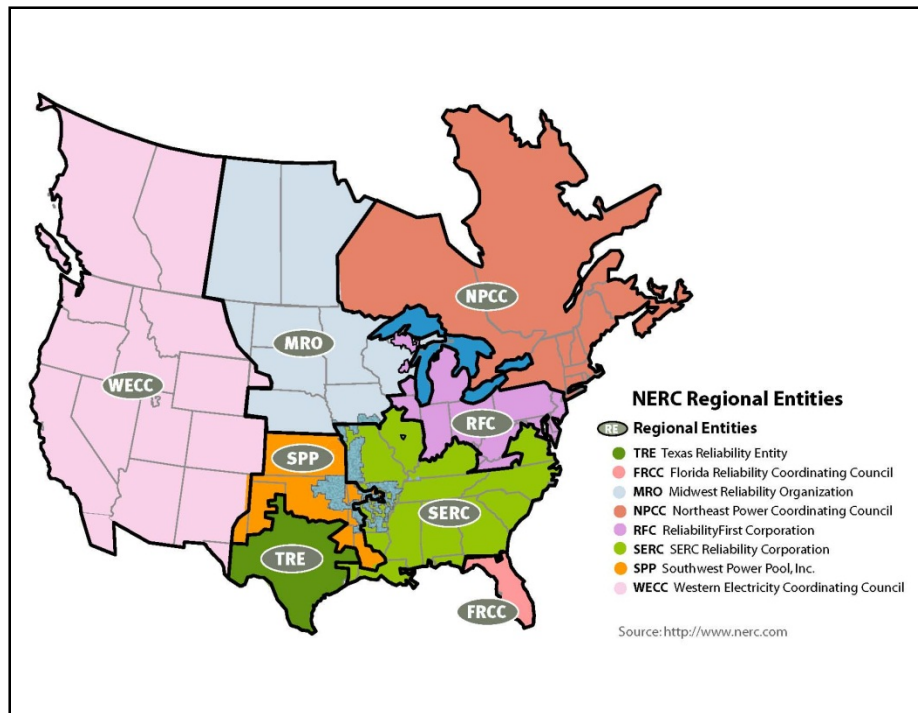 NPCC
MRO
WECC
RFC
SPP
SERC
TRE
FRCC
NERC Regional Entities
RE Regional Entities
TRE Texas Reliability Entity
FRCC Florida Reliability Coordinating Council
MRO Midwest Reliability Organization
NPCC Northeast Power Coordinating Council
RFC ReliabilityFirst Corporation
SERC SERC Reliability Corporation
SPP Southwest Power Pool, Inc.
WECC Western Electricity Coordinating Council
Source: http://www.nerc.com